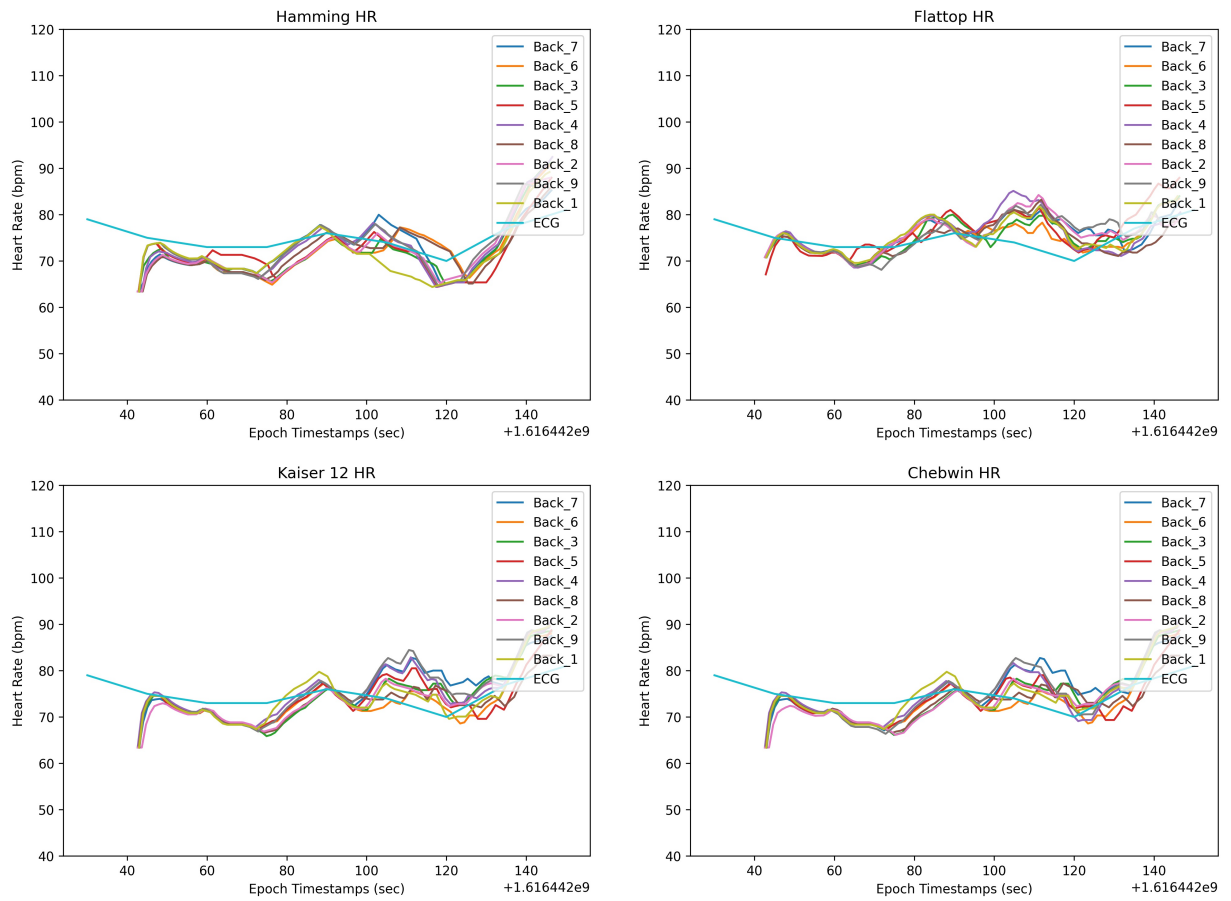 Hamming HR
120
110
100
90
80
70
60
50
40
Heart Rate (bpm)
40 60 80 100 120 140
Epoch Timestamps (sec)
+1.616442e9
Back_7
Back_6
Back_3
Back_5
Back_4
Back_8
Back_2
Back_9
Back_1
ECG
Flattop HR
120
110
100
90
80
70
60
50
40
Heart Rate (bpm)
40 60 80 100 120 140
Epoch Timestamps (sec)
+1.616442e9
Back_7
Back_6
Back_3
Back_5
Back_4
Back_8
Back_2
Back_9
Back_1
ECG
Kaiser 12 HR
120
110
100
90
80
70
60
50
40
Heart Rate (bpm)
40 60 80 100 120 140
Epoch Timestamps (sec)
+1.616442e9
Back_7
Back_6
Back_3
Back_5
Back_4
Back_8
Back_2
Back_9
Back_1
ECG
Chebwin HR
120
110
100
90
80
70
60
50
40
Heart Rate (bpm)
40 60 80 100 120 140
Epoch Timestamps (sec)
+1.616442e9
Back_7
Back_6
Back_3
Back_5
Back_4
Back_8
Back_2
Back_9
Back_1
ECG